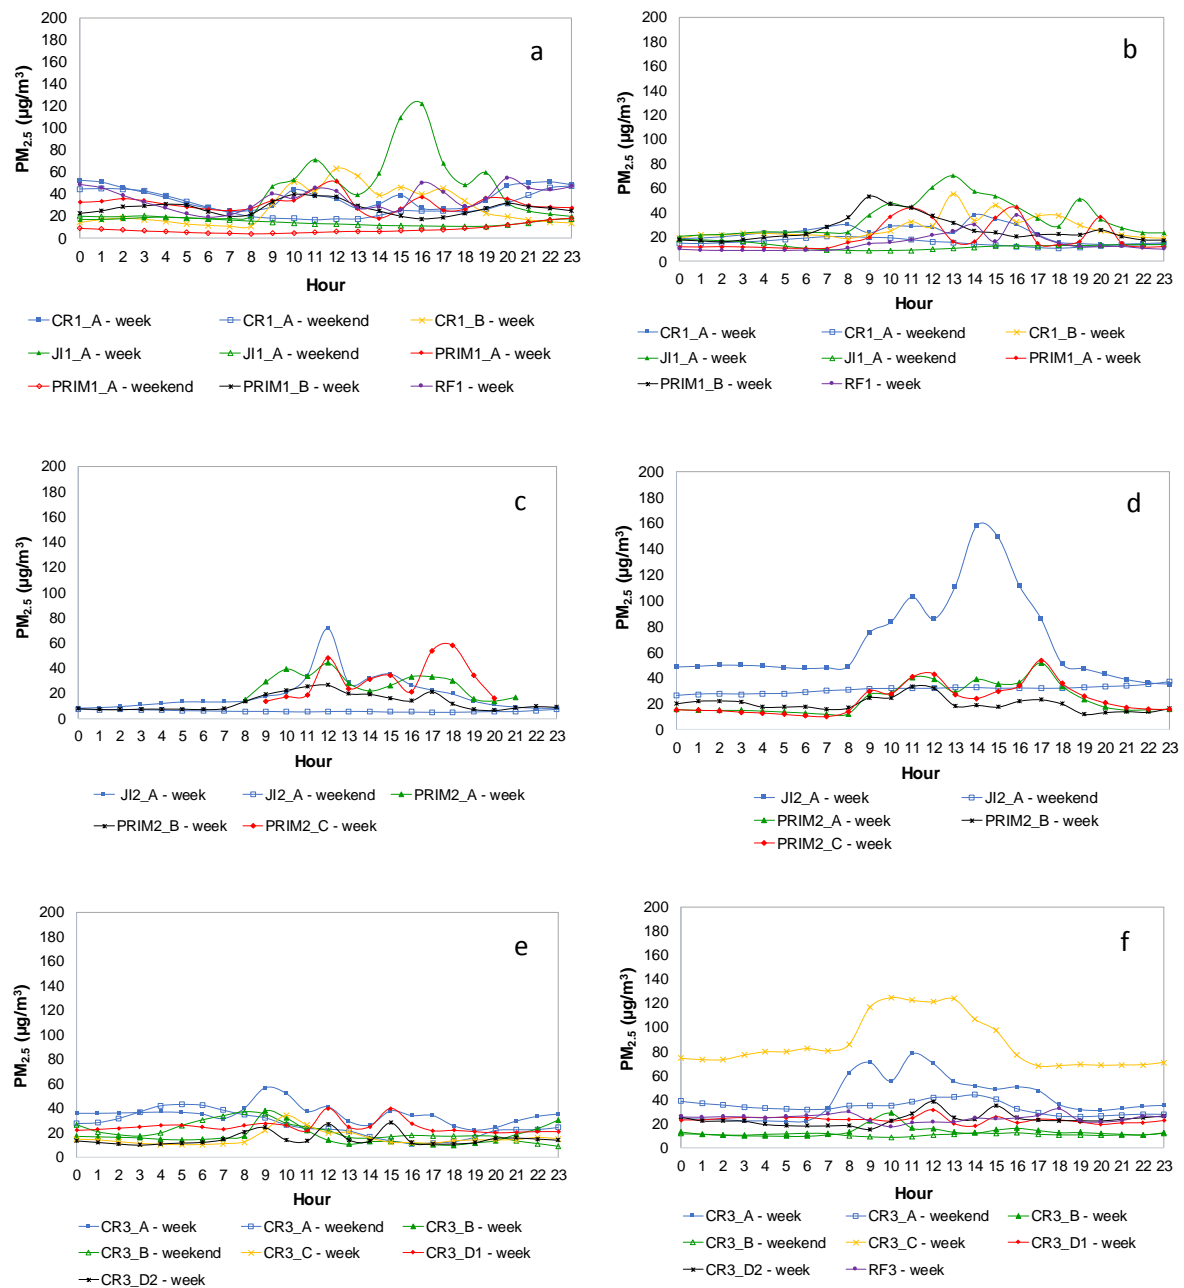 a
PM2.5 (µg/m³)
200
180
160
140
120
100
80
60
40
20
0
0 1 2 3 4 5 6 7 8 9 10 11 12 13 14 15 16 17 18 19 20 21 22 23
Hour
CR1_A - week CR1_A - weekend CR1_B - week
JI1_A - week JI1_A - weekend PRIM1_A - week
PRIM1_A - weekend PRIM1_B - week RF1 - week
b
PM2.5 (µg/m³)
200
180
160
140
120
100
80
60
40
20
0
0 1 2 3 4 5 6 7 8 9 10 11 12 13 14 15 16 17 18 19 20 21 22 23
Hour
CR1_A - week CR1_A - weekend CR1_B - week
JI1_A - week JI1_A - weekend PRIM1_A - week
PRIM1_B - week RF1 - week
c
PM2.5 (µg/m³)
200
180
160
140
120
100
80
60
40
20
0
0 1 2 3 4 5 6 7 8 9 10 11 12 13 14 15 16 17 18 19 20 21 22 23
Hour
JI2_A - week JI2_A - weekend PRIM2_A - week
PRIM2_B - week PRIM2_C - week
d
PM2.5 (µg/m³)
200
180
160
140
120
100
80
60
40
20
0
0 1 2 3 4 5 6 7 8 9 10 11 12 13 14 15 16 17 18 19 20 21 22 23
Hour
JI2_A - week JI2_A - weekend
PRIM2_A - week PRIM2_B - week
PRIM2_C - week
e
PM2.5 (µg/m³)
200
180
160
140
120
100
80
60
40
20
0
0 1 2 3 4 5 6 7 8 9 10 11 12 13 14 15 16 17 18 19 20 21 22 23
Hour
CR3_A - week CR3_A - weekend CR3_B - week
CR3_B - weekend CR3_C - week CR3_D1 - week
CR3_D2 - week
f
PM2.5 (µg/m³)
200
180
160
140
120
100
80
60
40
20
0
0 1 2 3 4 5 6 7 8 9 10 11 12 13 14 15 16 17 18 19 20 21 22 23
Hour
CR3_A - week CR3_A - weekend CR3_B - week
CR3_B - weekend CR3_C - week CR3_D1 - week
CR3_D2 - week RF3 - week